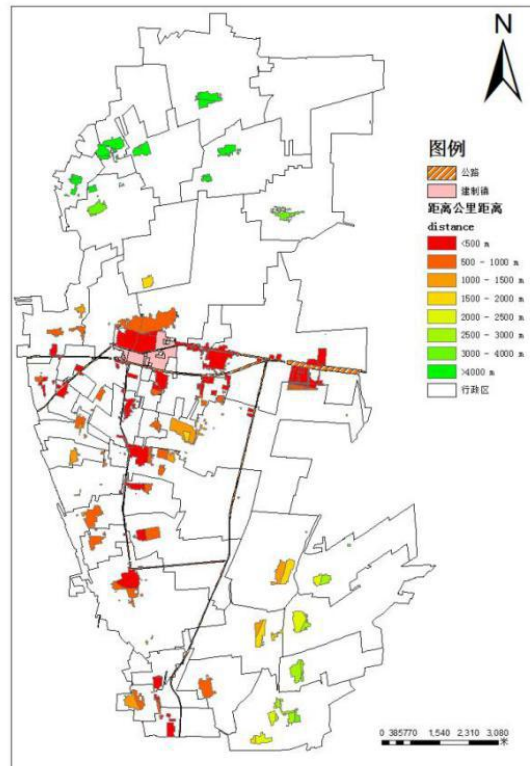 N
图例
公路
建制镇
距离公里距离
distance
<500 m
500 - 1000 m
1000 - 1500 m
1500 - 2000 m
2000 - 2500 m
2500 - 3000 m
3000 - 4000 m
>4000 m
行政区
0 385770 1,540 2,310 3,080
米